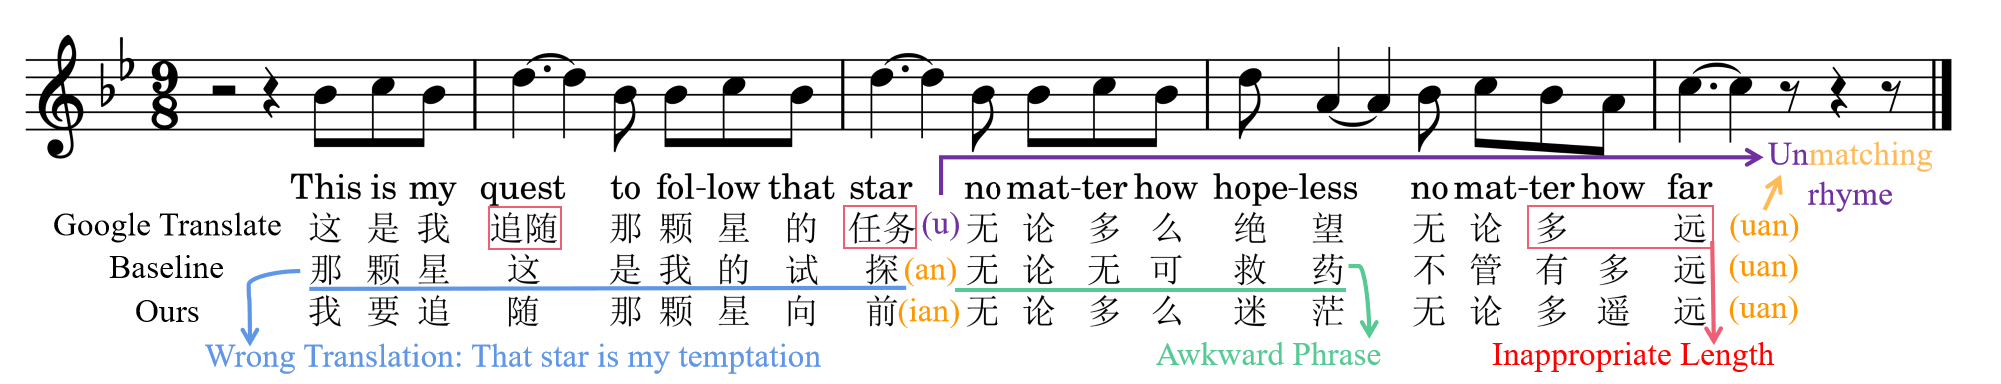 9
8
This is my quest to fol-low that star no mat-ter how hope-less no mat-ter how far
Unmatching
rhyme
Google Translate 这 是 我 追随 那 颗 星 的 任务 (u) 无 论 多 么 绝 望 无 论 多 远 (uan)
Baseline 那 颗 星 这 是 我 的 试 探 (an) 无 论 无 可 救 药 不 管 有 多 远 (uan)
Ours 我 要 追 随 那 颗 星 向 前 (ian) 无 论 多 么 迷 茫 无 论 多 遥 远 (uan)
Wrong Translation: That star is my temptation Awkward Phrase Inappropriate Length